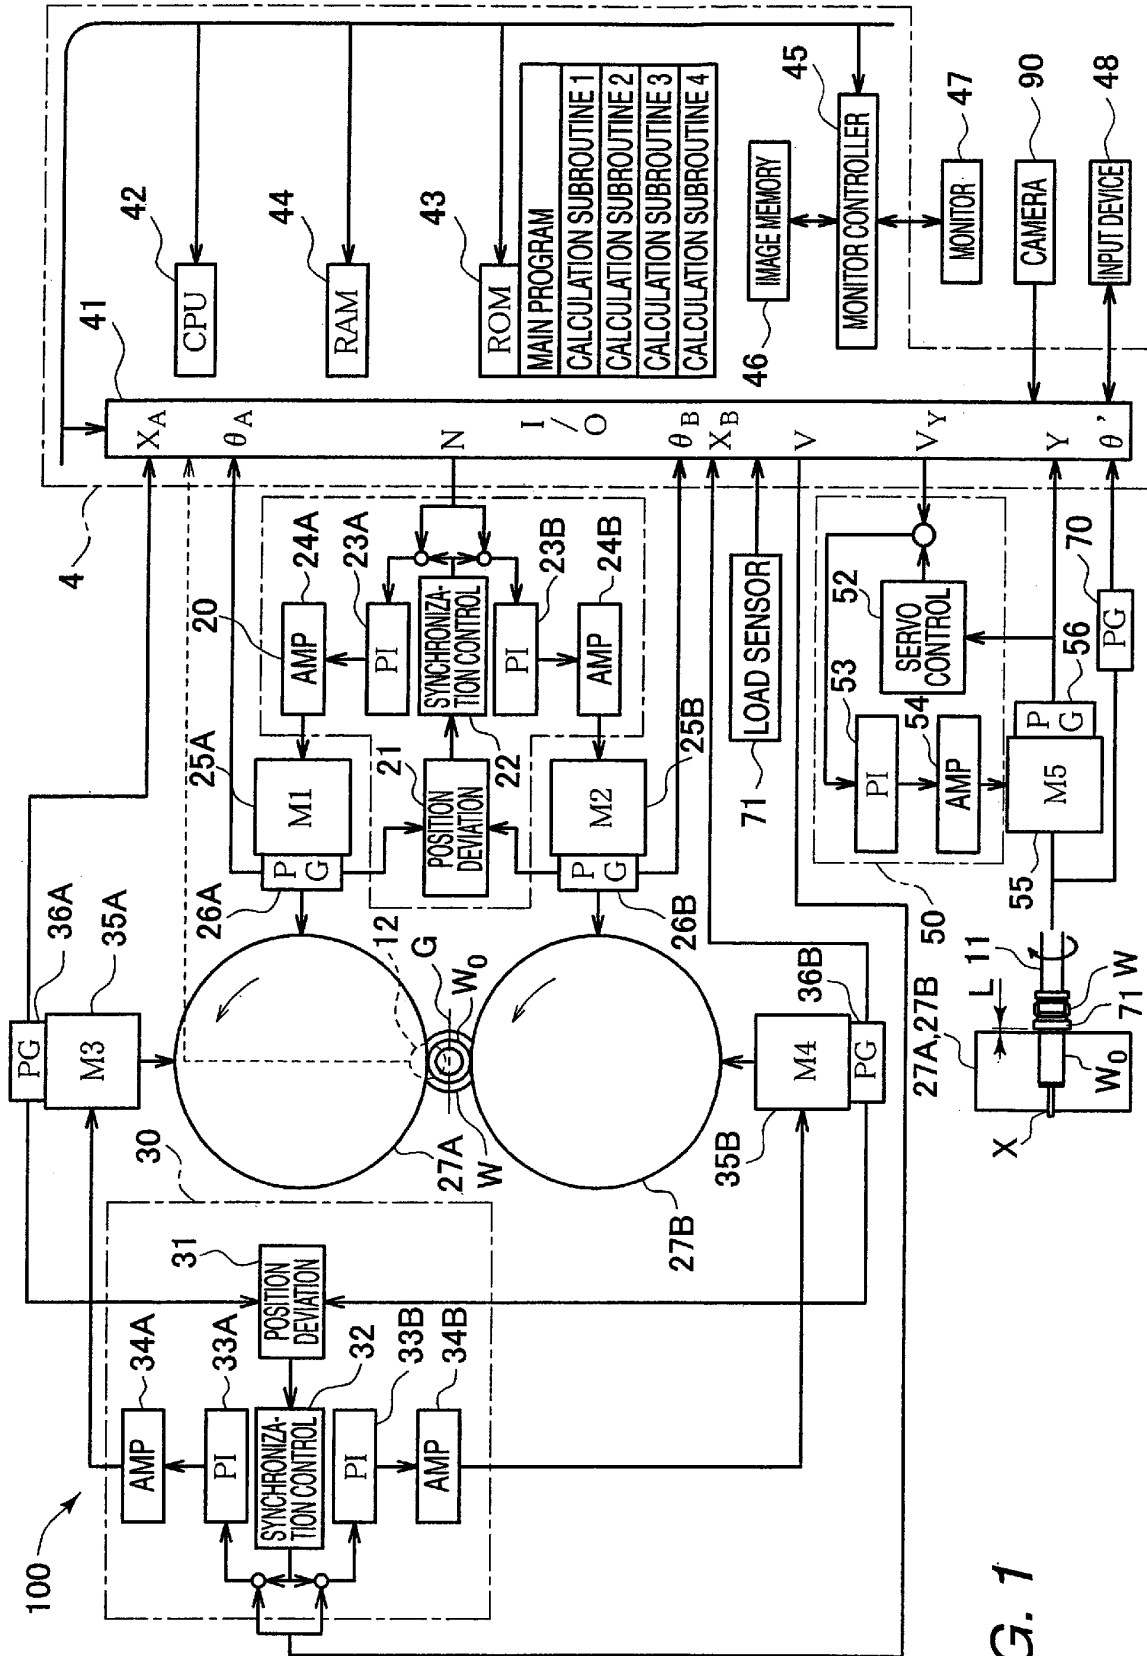 100
30
34A
AMP
33A
PI
31
POSITION
DEVIATION
SYNCHRONIZA-
TION CONTROL
32
PI
33B
AMP
34B
36A
PG
M3
35A
27A
W
G
W0
12
27B
35B
M4
PG
36B
4
20
24A
AMP
23A
PI
25A
M1
P
G
26A
21
POSITION
DEVIATION
SYNCHRONIZA-
TION CONTROL
22
PI
23B
AMP
24B
M2
25B
P
G
26B
LOAD SENSOR
71
41
XA
θA
N
I/O
θB
XB
V
VY
Y
θ'
42
CPU
44
RAM
43
ROM
MAIN PROGRAM
CALCULATION SUBROUTINE 1
CALCULATION SUBROUTINE 2
CALCULATION SUBROUTINE 3
CALCULATION SUBROUTINE 4
46
IMAGE MEMORY
45
MONITOR CONTROLLER
MONITOR
47
CAMERA
90
INPUT DEVICE
48
52
SERVO
CONTROL
53
PI
54
AMP
50
55
M5
P
G
56
70
PG
27A,27B
L
11
W
71
W0
X
G. 1